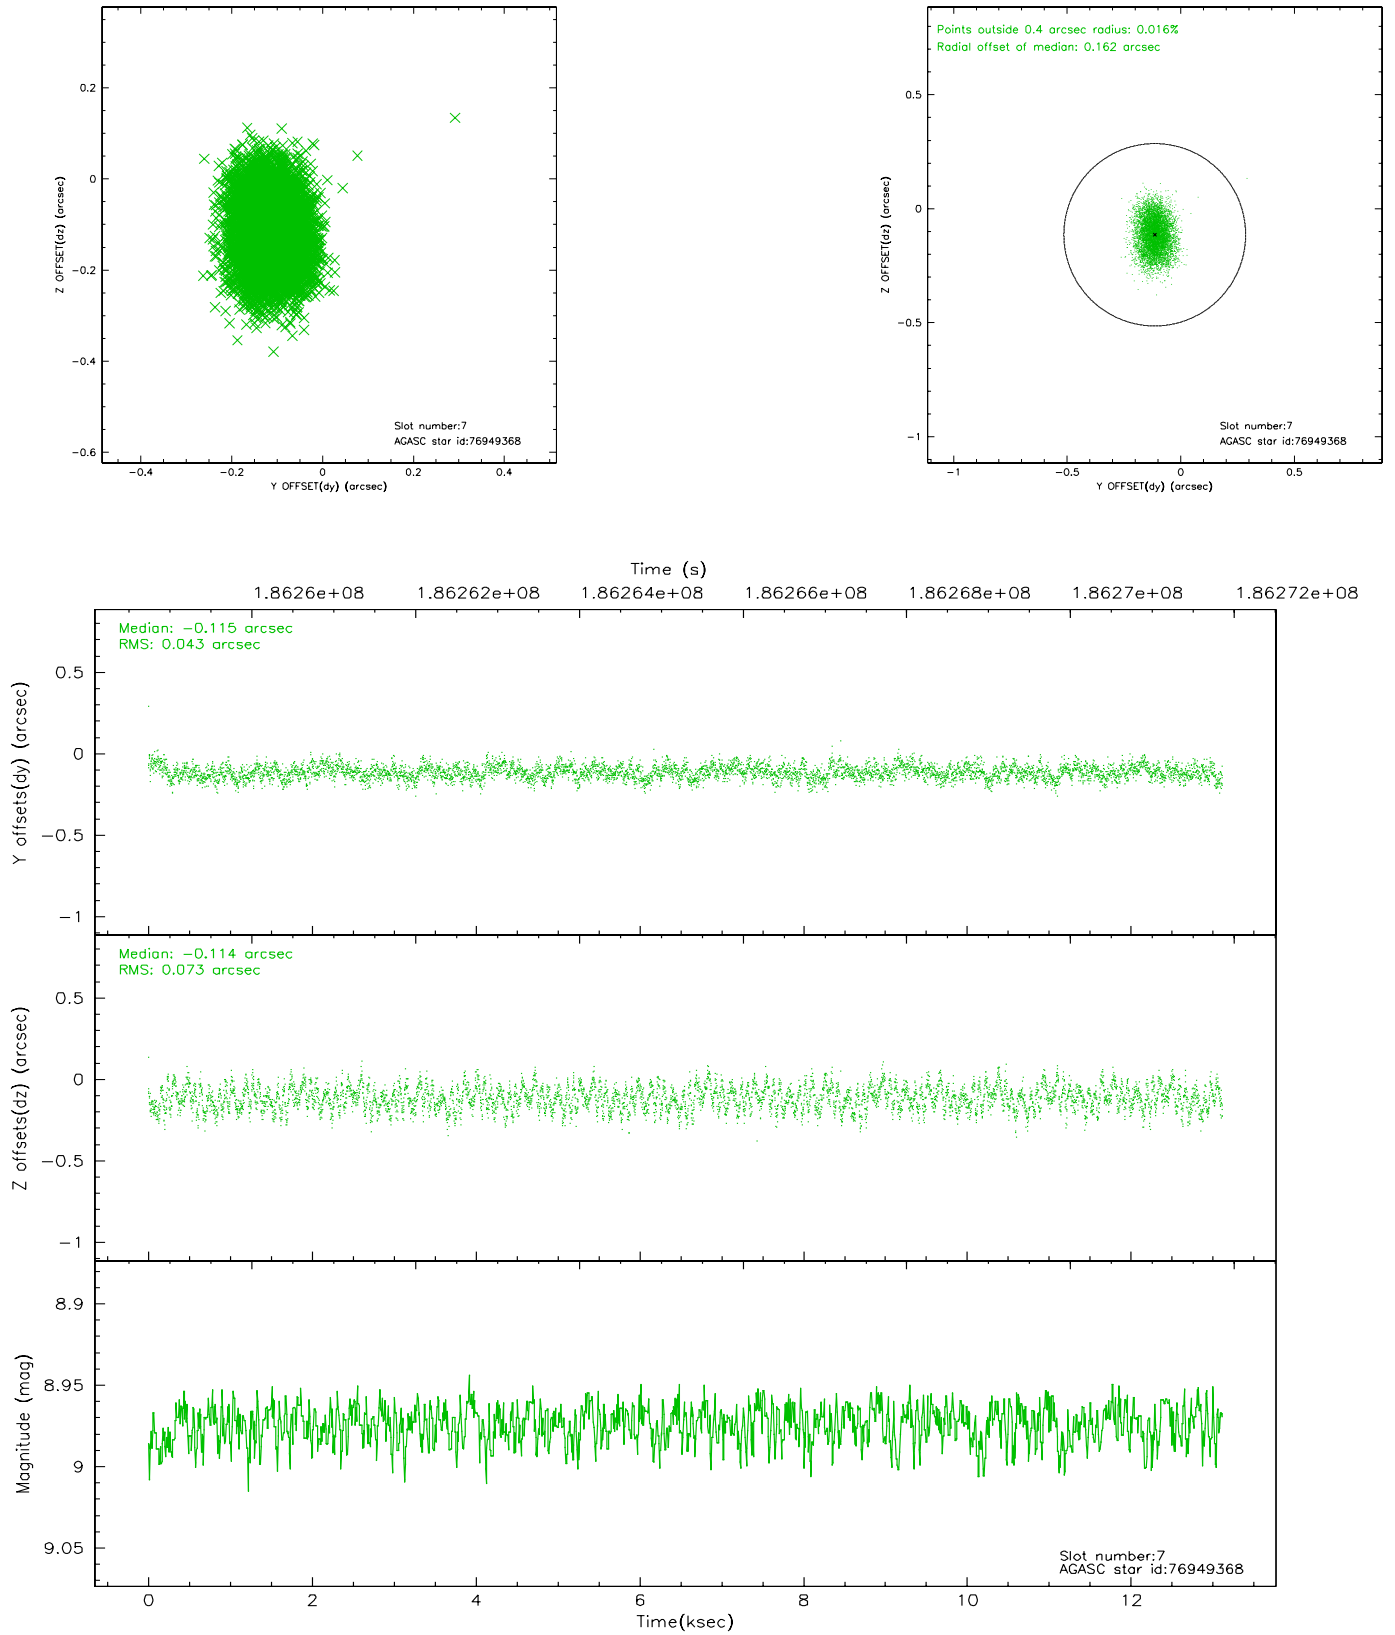 0.2
0
−0.2
−0.4
−0.6
Z OFFSET(dz) (arcsec)
Slot number:7
AGASC star id:76949368
−0.4
−0.2
0
0.2
0.4
Y OFFSET(dy) (arcsec)
Points outside 0.4 arcsec radius: 0.016%
Radial offset of median: 0.162 arcsec
0.5
0
−0.5
−1
Z OFFSET(dz) (arcsec)
Slot number:7
AGASC star id:76949368
−1
−0.5
0
0.5
Y OFFSET(dy) (arcsec)
Time (s)
1.8626e+08
1.86262e+08
1.86264e+08
1.86266e+08
1.86268e+08
1.8627e+08
1.86272e+08
Median: −0.115 arcsec
RMS: 0.043 arcsec
0.5
0
−0.5
−1
Y offsets(dy) (arcsec)
Median: −0.114 arcsec
RMS: 0.073 arcsec
0.5
0
−0.5
−1
Z offsets(dz) (arcsec)
8.9
8.95
9
9.05
Magnitude (mag)
Slot number:7
AGASC star id:76949368
0
2
4
6
8
10
12
Time(ksec)